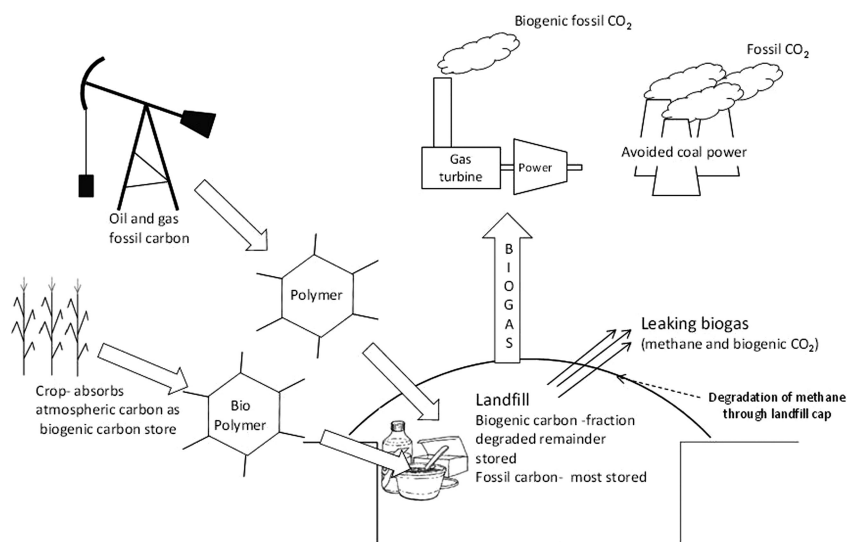 Biogenic fossil CO₂
Fossil CO₂
Avoided coal power
Gas
turbine
Power
Oil and gas
fossil carbon
BIOGAS
Polymer
Leaking biogas
(methane and biogenic CO₂)
Crop- absorbs
atmospheric carbon as
biogenic carbon store
Bio
Polymer
Degradation of methane
through landfill cap
Landfill
Biogenic carbon -fraction
degraded remainder
stored
Fossil carbon- most stored